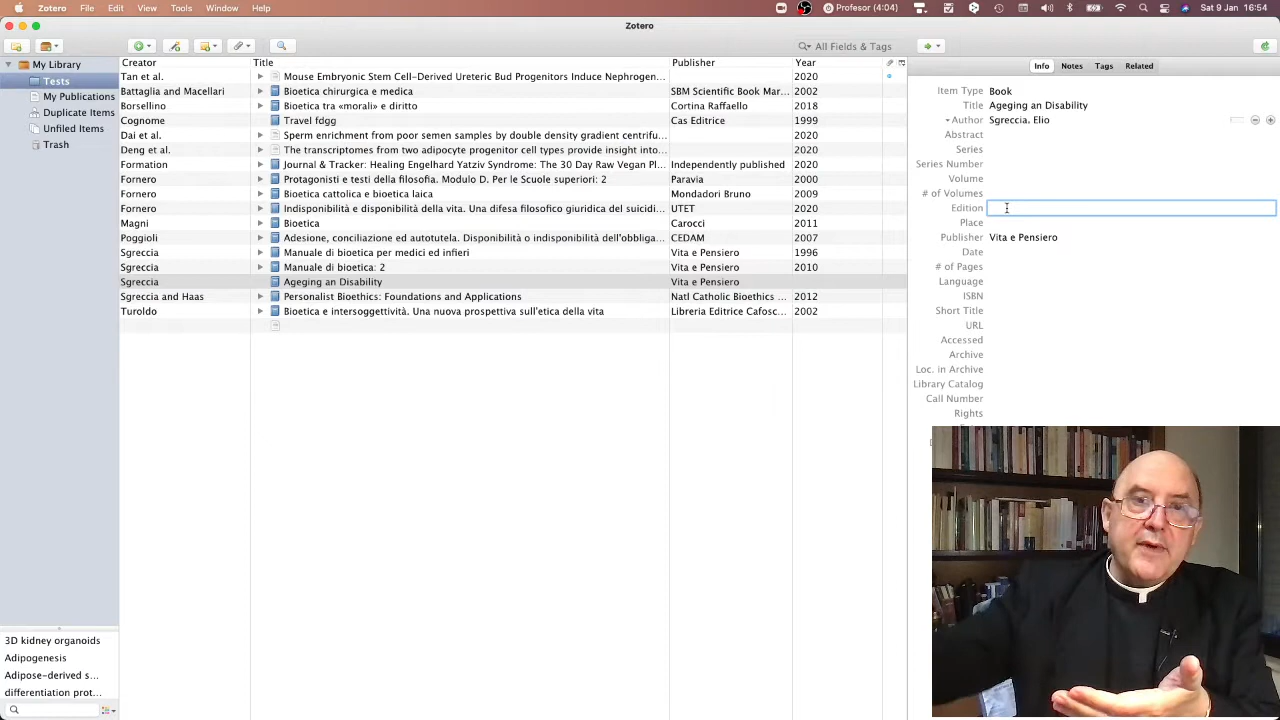 Zotero File Edit View Tools Window Help Profesor (4:04) Sat 9 Jan 16:54
Zotero
All Fields & Tags
My Library
Tests
My Publications
Duplicate Items
Unfiled Items
Trash
Creator Title Publisher Year
Tan et al. Mouse Embryonic Stem Cell-Derived Ureteric Bud Progenitors Induce Nephrogen... 2020
Battaglia and Macellari Bioetica chirurgica e medica SBM Scientific Book Mar... 2002
Borsellino Bioetica tra «morali» e diritto Cortina Raffaello 2018
Cognome Travel fdgg Cas Editrice 1999
Dai et al. Sperm enrichment from poor semen samples by double density gradient centrifu... 2020
Deng et al. The transcriptomes from two adipocyte progenitor cell types provide insight into... 2020
Formation Journal & Tracker: Healing Engelhard Yatziv Syndrome: The 30 Day Raw Vegan Pl... Independently published 2020
Fornero Protagonisti e testi della filosofia. Modulo D. Per le Scuole superiori: 2 Paravia 2000
Fornero Bioetica cattolica e bioetica laica Mondadori Bruno 2009
Fornero Indisponibilità e disponibilità della vita. Una difesa filosofico giuridica del suicidi... UTET 2020
Magni Bioetica Carocci 2011
Poggioli Adesione, conciliazione ed autotutela. Disponibilità o indisponibilità dell'obbliga... CEDAM 2007
Sgreccia Manuale di bioetica per medici ed infieri Vita e Pensiero 1996
Sgreccia Manuale di bioetica: 2 Vita e Pensiero 2010
Sgreccia Ageging an Disability Vita e Pensiero
Sgreccia and Haas Personalist Bioethics: Foundations and Applications Natl Catholic Bioethics ... 2012
Turoldo Bioetica e intersoggettività. Una nuova prospettiva sull'etica della vita Libreria Editrice Cafosc... 2002
3D kidney organoids
Adipogenesis
Adipose-derived s...
differentiation prot...
Info Notes Tags Related
Item Type Book
Title Ageging an Disability
Author Sgreccia, Elio
Abstract
Series
Series Number
Volume
# of Volumes
Edition
Place
Publisher Vita e Pensiero
Date
# of Pages
Language
ISBN
Short Title
URL
Accessed
Archive
Loc. in Archive
Library Catalog
Call Number
Rights